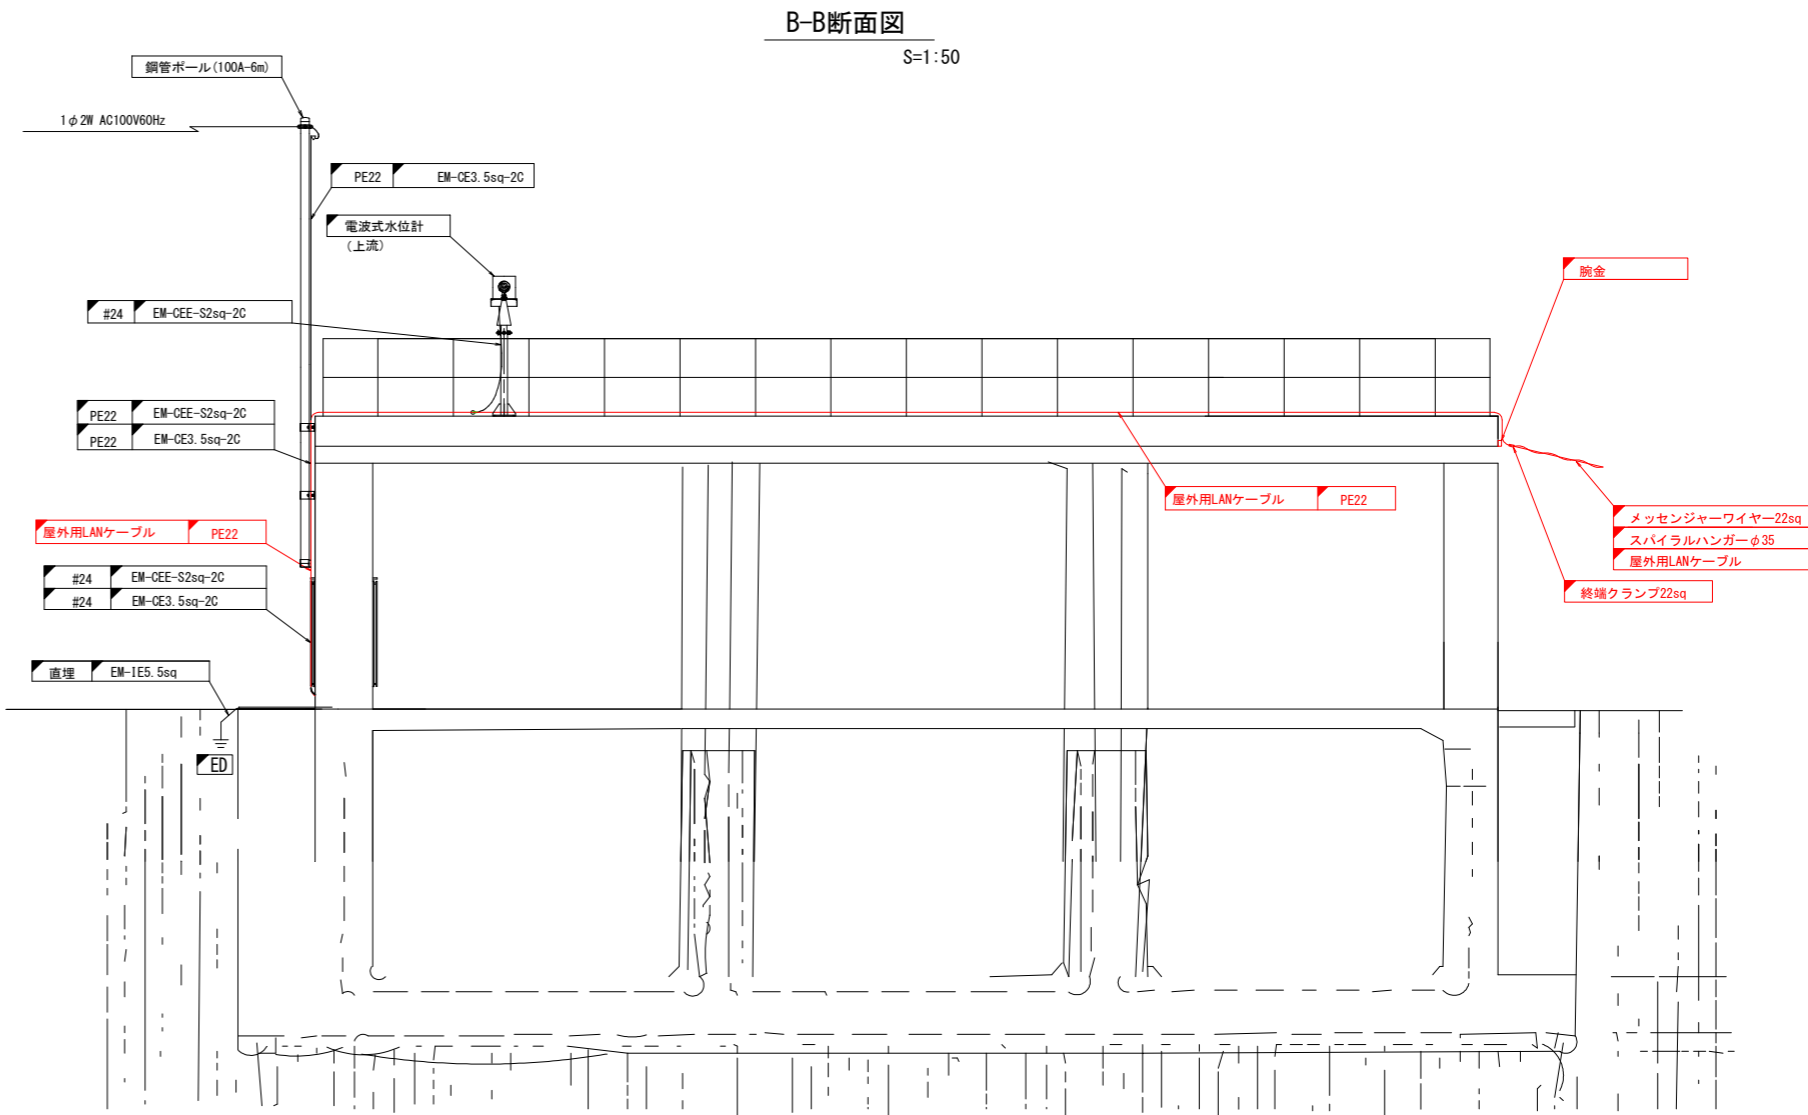 B-B断面図
S=1:50
鋼管ポール(100A-6m)
1φ2W AC100V60Hz
PE22 EM-CE3.5sq-2C
電波式水位計
(上流)
腕金
#24 EM-CEE-S2sq-2C
PE22 EM-CEE-S2sq-2C
PE22 EM-CE3.5sq-2C
屋外用LANケーブル PE22
屋外用LANケーブル PE22
メッセンジャーワイヤー22sq
スパイラルハンガーφ35
屋外用LANケーブル
#24 EM-CEE-S2sq-2C
#24 EM-CE3.5sq-2C
終端クランプ22sq
直埋 EM-IE5.5sq
ED